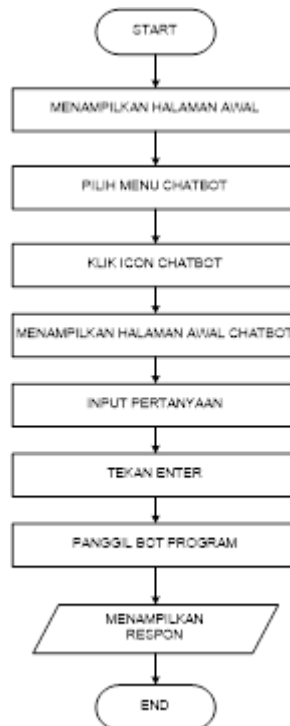 START
MENAMPILKAN HALAMAN AWAL
PILIH MENU CHATBOT
KLIK ICON CHATBOT
MENAMPILKAN HALAMAN AWAL CHATBOT
INPUT PERTANYAAN
TEKAN ENTER
PANGGIL BOT PROGRAM
MENAMPILKAN
RESPON
END